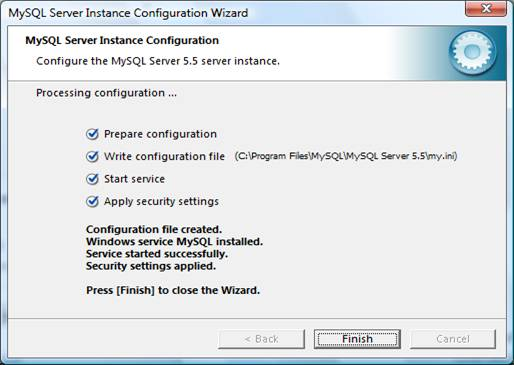 MySQL Server Instance Configuration Wizard
MySQL Server Instance Configuration
Configure the MySQL Server 5.5 server instance.
Processing configuration ...
Prepare configuration
Write configuration file (C:\Program Files\MySQL\MySQL Server 5.5\my.ini)
Start service
Apply security settings
Configuration file created.
Windows service MySQL installed.
Service started successfully.
Security settings applied.
Press [Finish] to close the Wizard.
< Back Finish Cancel